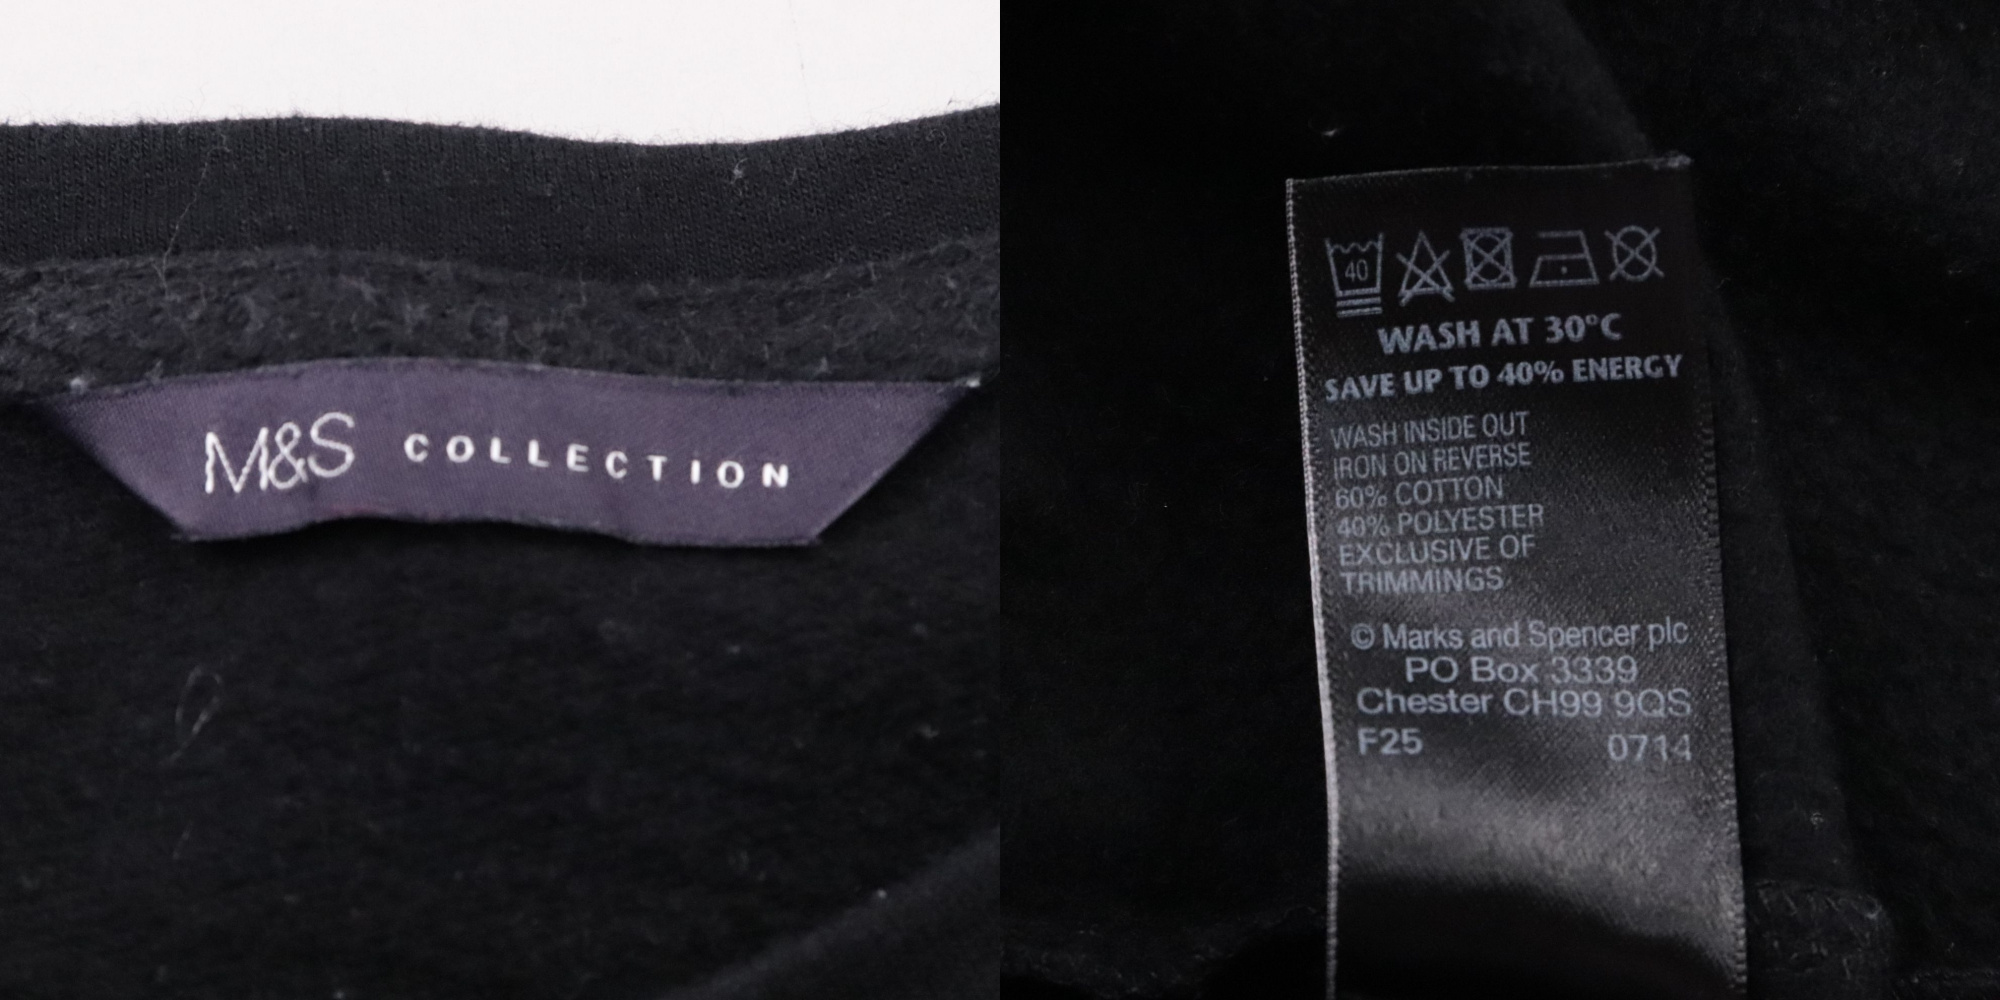 M&S COLLECTION
40
WASH AT 30°C
SAVE UP TO 40% ENERGY
WASH INSIDE OUT
IRON ON REVERSE
60% COTTON
40% POLYESTER
EXCLUSIVE OF
TRIMMINGS
© Marks and Spencer plc
PO Box 3339
Chester CH99 9QS
F25 0714